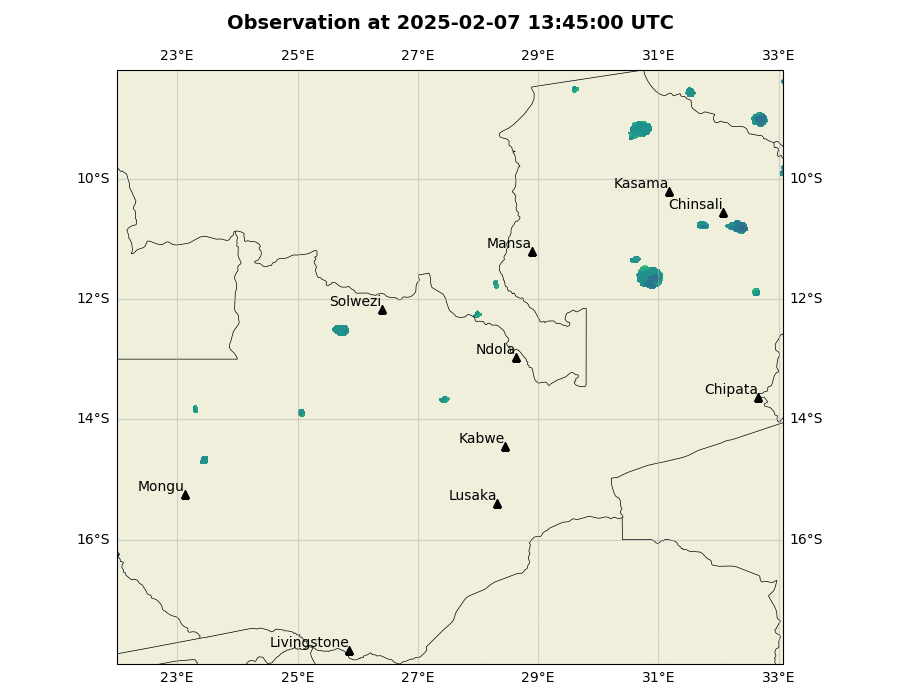 Observation at 2025-02-07 13:45:00 UTC
23°E 25°E 27°E 29°E 31°E 33°E
10°S 10°S
Kasama
Chinsali
Mansa
12°S 12°S
Solwezi
Ndola
Chipata
14°S 14°S
Kabwe
Mongu
Lusaka
16°S 16°S
Livingstone
23°E 25°E 27°E 29°E 31°E 33°E